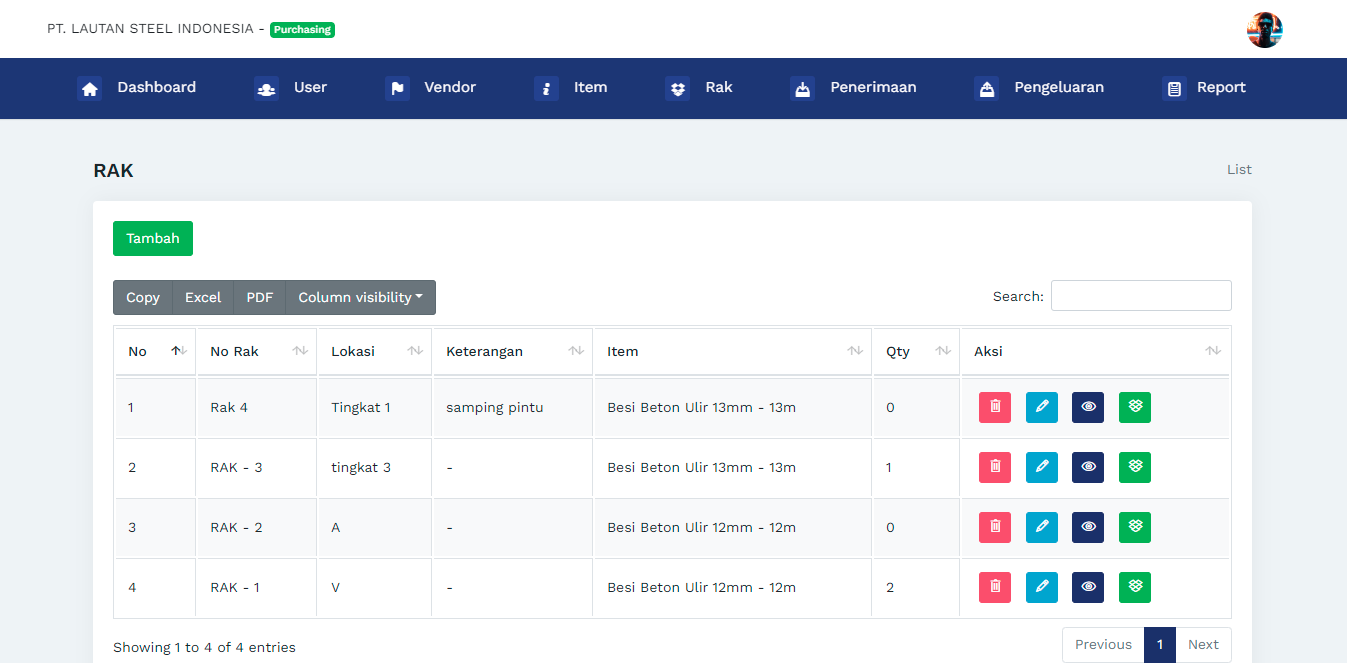 PT. LAUTAN STEEL INDONESIA - Purchasing
Dashboard User Vendor Item Rak Penerimaan Pengeluaran Report
RAK List
Tambah
Copy Excel PDF Column visibility Search:
No No Rak Lokasi Keterangan Item Qty Aksi
1 Rak 4 Tingkat 1 samping pintu Besi Beton Ulir 13mm - 13m 0
2 RAK - 3 tingkat 3 - Besi Beton Ulir 13mm - 13m 1
3 RAK - 2 A - Besi Beton Ulir 12mm - 12m 0
4 RAK - 1 V - Besi Beton Ulir 12mm - 12m 2
Showing 1 to 4 of 4 entries Previous 1 Next